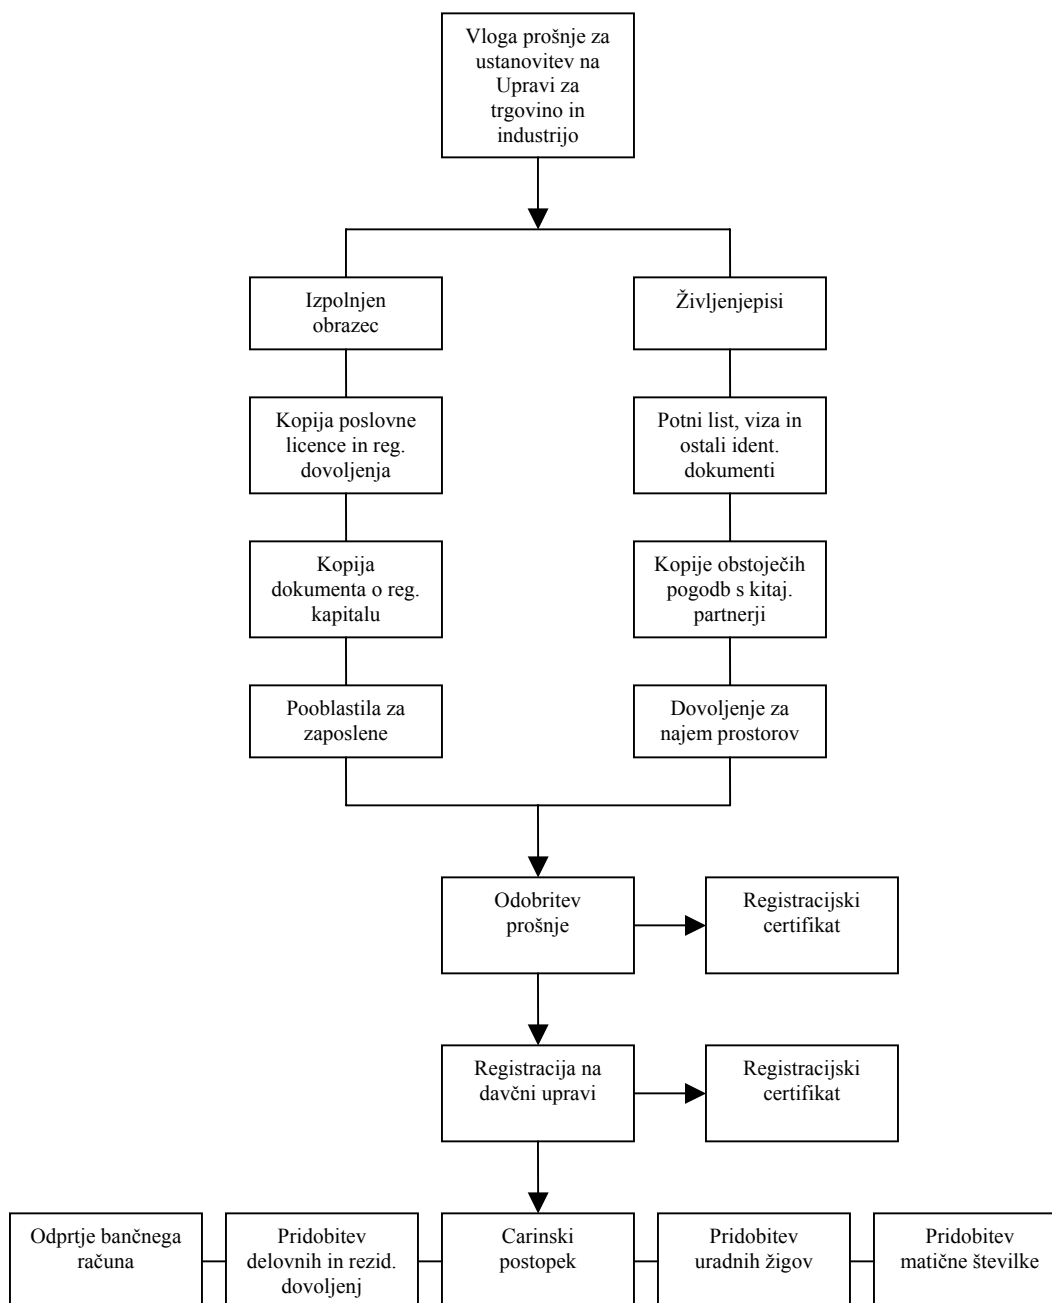 Vloga prošnje za
ustanovitev na
Upravi za
trgovino in
industrijo
Izpolnjen
obrazec
Življenjepisi
Kopija poslovne
licence in reg.
dovoljenja
Potni list, viza in
ostali ident.
dokumenti
Kopija
dokumenta o reg.
kapitalu
Kopije obstoječih
pogodb s kitaj.
partnerji
Pooblastila za
zaposlene
Dovoljenje za
najem prostorov
Odobritev
prošnje
Registracijski
certifikat
Registracija na
davčni upravi
Registracijski
certifikat
Odprtje bančnega
računa
Pridobitev
delovnih in rezid.
dovoljenj
Carinski
postopek
Pridobitev
uradnih žigov
Pridobitev
matične številke